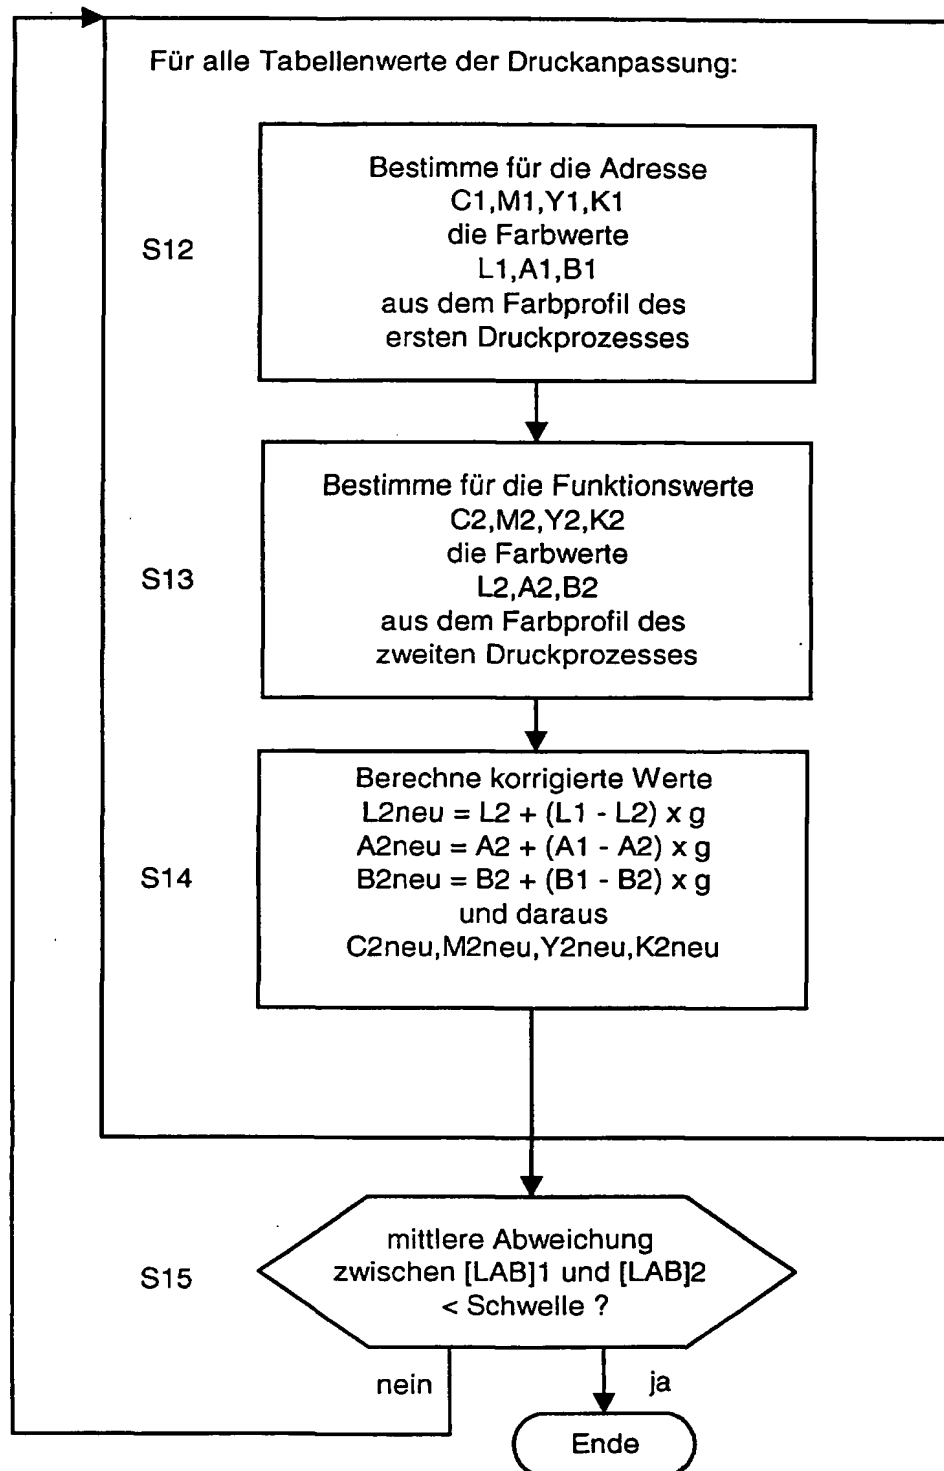 Für alle Tabellenwerte der Druckanpassung:
Bestimme für die Adresse
C1,M1,Y1,K1
die Farbwerte
L1,A1,B1
aus dem Farbprofil des
ersten Druckprozesses
S12
Bestimme für die Funktionswerte
C2,M2,Y2,K2
die Farbwerte
L2,A2,B2
aus dem Farbprofil des
zweiten Druckprozesses
S13
Berechne korrigierte Werte
L2neu = L2 + (L1 - L2) x g
A2neu = A2 + (A1 - A2) x g
B2neu = B2 + (B1 - B2) x g
und daraus
C2neu,M2neu,Y2neu,K2neu
S14
mittlere Abweichung
zwischen [LAB]1 und [LAB]2
< Schwelle ?
S15
nein
ja
Ende